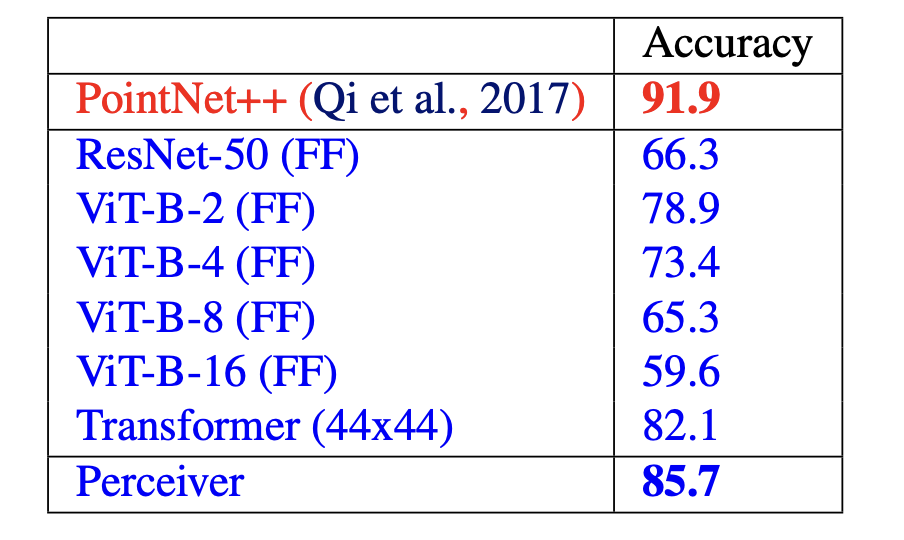 Accuracy
PointNet++ (Qi et al., 2017) 91.9
ResNet-50 (FF) 66.3
ViT-B-2 (FF) 78.9
ViT-B-4 (FF) 73.4
ViT-B-8 (FF) 65.3
ViT-B-16 (FF) 59.6
Transformer (44x44) 82.1
Perceiver 85.7